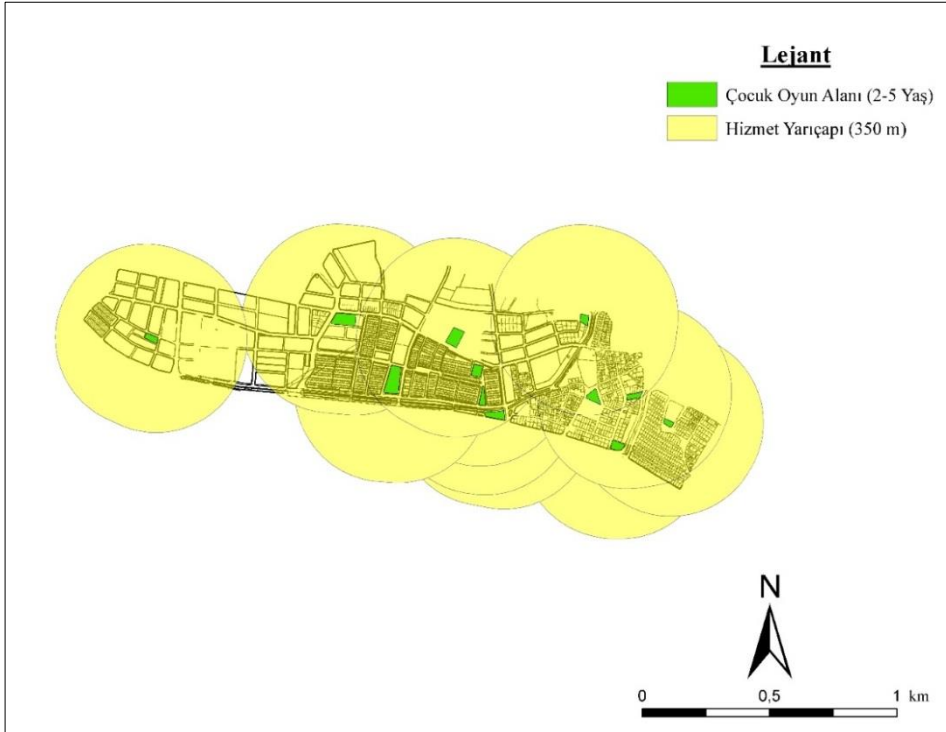 Lejant
Çocuk Oyun Alanı (2-5 Yaş)
Hizmet Yarıçapı (350 m)
N
0 0,5 1 km